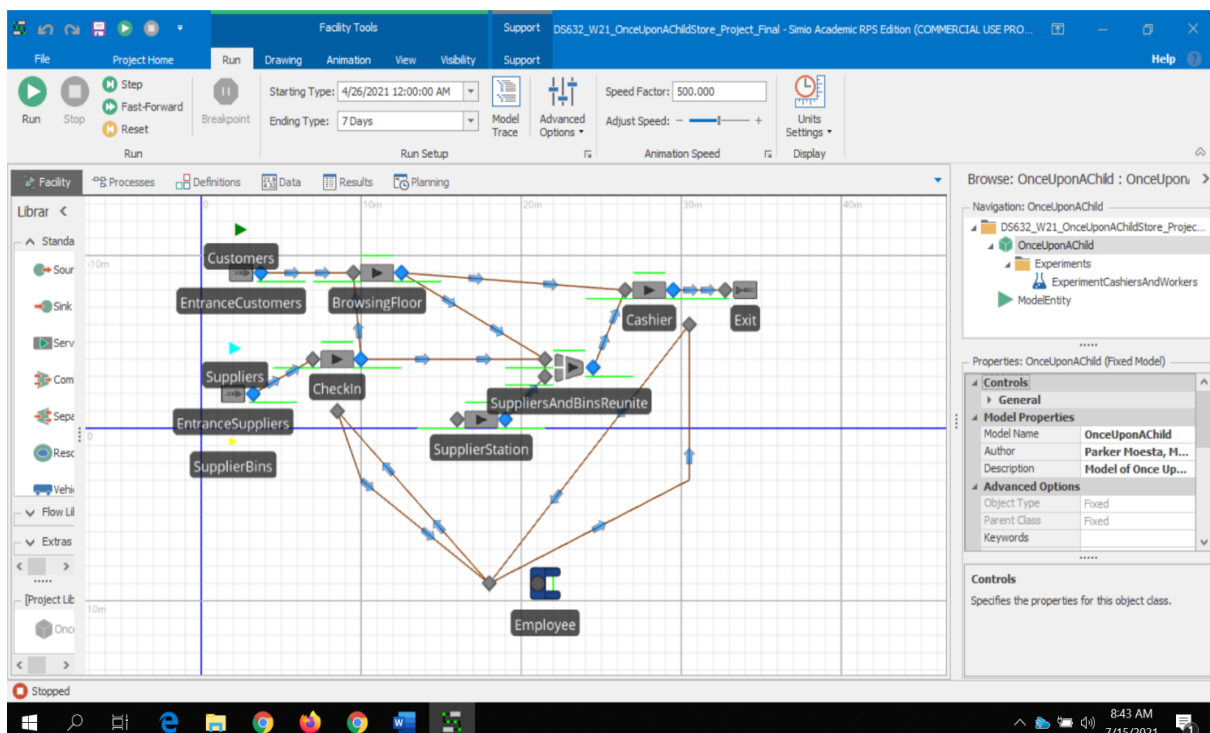 Facility Tools
Support
DS632_W21_OnceUponAChildStore_Project_Final - Simio Academic RPS Edition (COMMERCIAL USE PRO...
File
Project Home
Run
Drawing
Animation
View
Visibility
Support
Help
Run
Stop
Step
Fast-Forward
Reset
Breakpoint
Starting Type: 4/26/2021 12:00:00 AM
Ending Type: 7 Days
Model
Trace
Advanced
Options
Speed Factor: 500.000
Adjust Speed: - +
Units
Settings
Run
Run Setup
Animation Speed
Display
Facility
Processes
Definitions
Data
Results
Planning
Browse: OnceUponAChild : OnceUpon
Librar
Standa
Sour
Sink
Serv
Com
Sepa
Reso
Vehi
Flow Li
Extras
[Project Lib
Once
0
10m
20m
30m
40m
-10m
0
10m
Customers
EntranceCustomers
BrowsingFloor
Cashier
Exit
Suppliers
CheckIn
EntranceSuppliers
SuppliersAndBinsReunite
SupplierStation
SupplierBins
Employee
Navigation: OnceUponAChild
DS632_W21_OnceUponAChildStore_Projec...
OnceUponAChild
Experiments
ExperimentCashiersAndWorkers
ModelEntity
Properties: OnceUponAChild (Fixed Model)
Controls
General
Model Properties
Model Name OnceUponAChild
Author Parker Moesta, M...
Description Model of Once Up...
Advanced Options
Object Type Fixed
Parent Class Fixed
Keywords
Controls
Specifies the properties for this object class.
Stopped
8:43 AM
7/15/2021
1